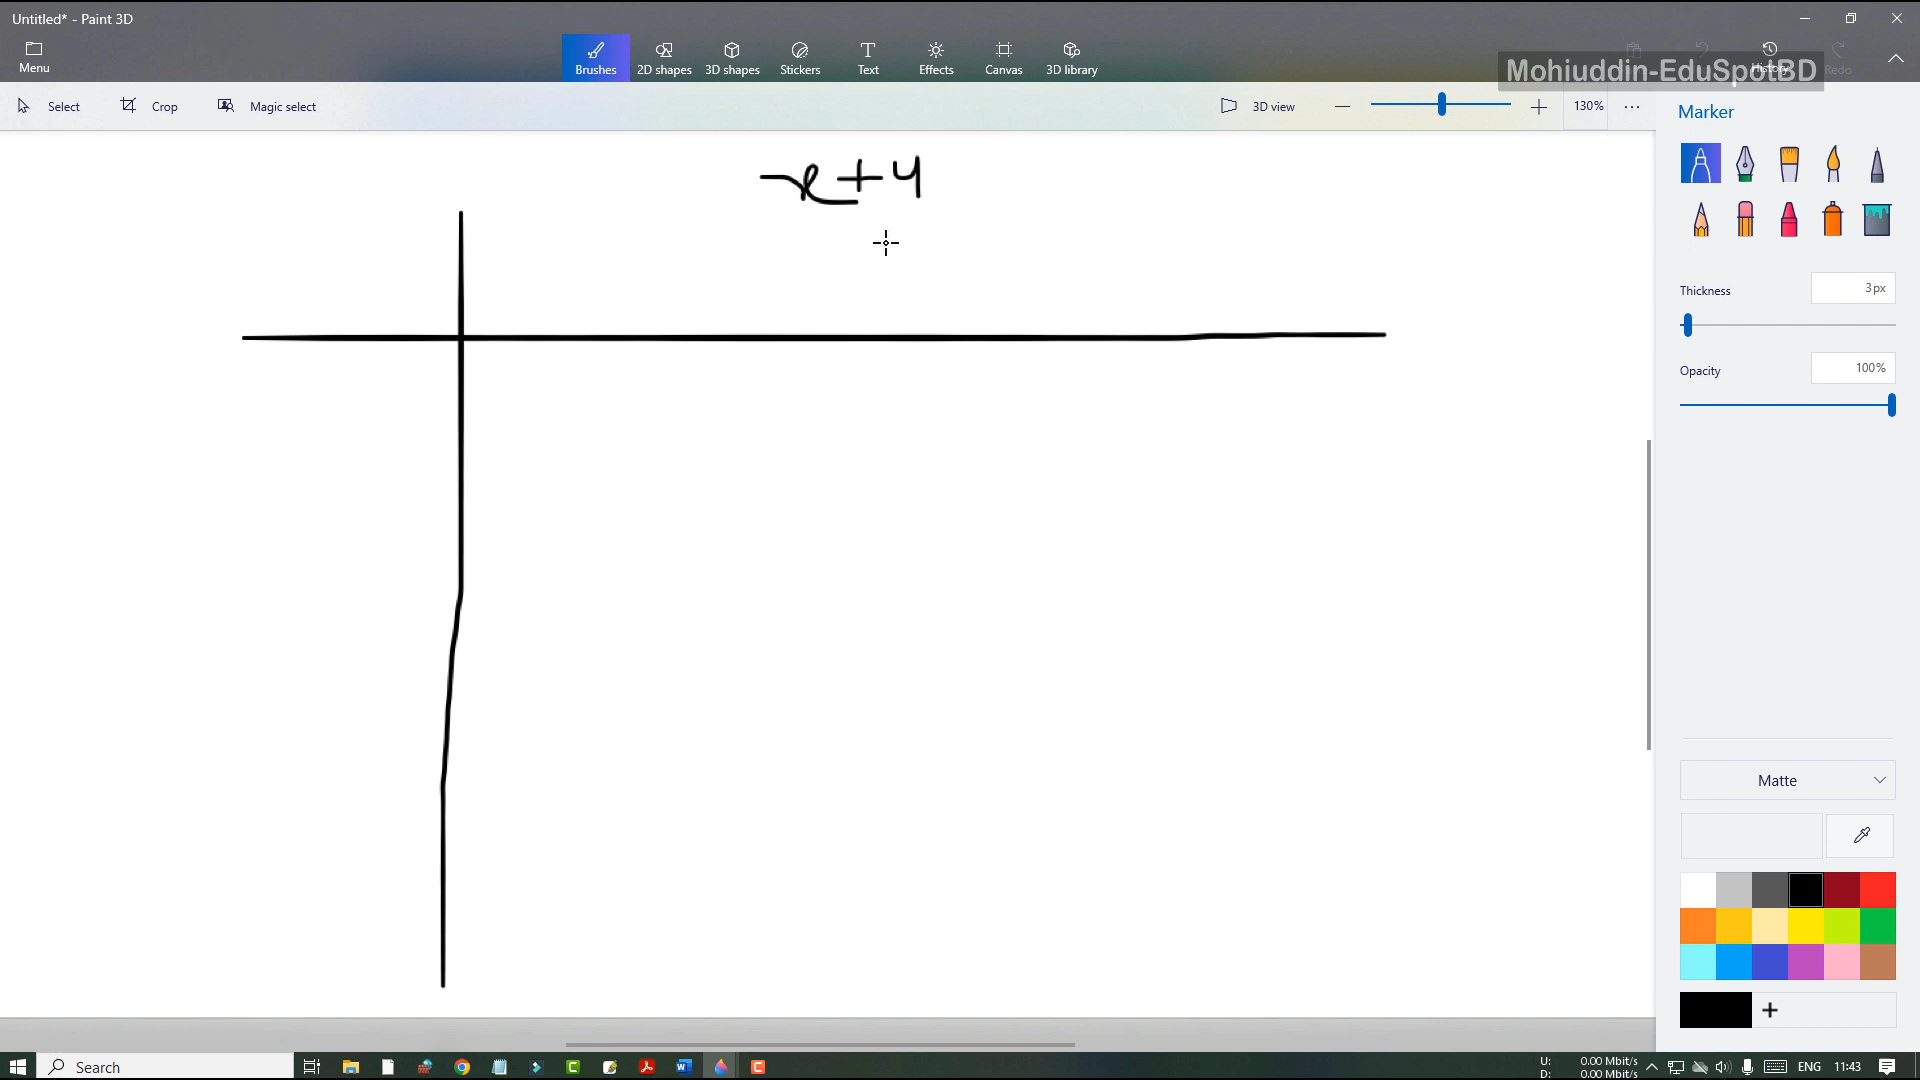 Untitled* - Paint 3D
Menu
Brushes
2D shapes
3D shapes
Stickers
Text
Effects
Canvas
3D library
History
Redo
Mohiuddin-EduSpotBD
Select
Crop
Magic select
3D view
130%
Marker
x+4
Thickness
3px
Opacity
100%
Matte
Search
U: 0.00 Mbit/s
D: 0.00 Mbit/s
ENG
11:43